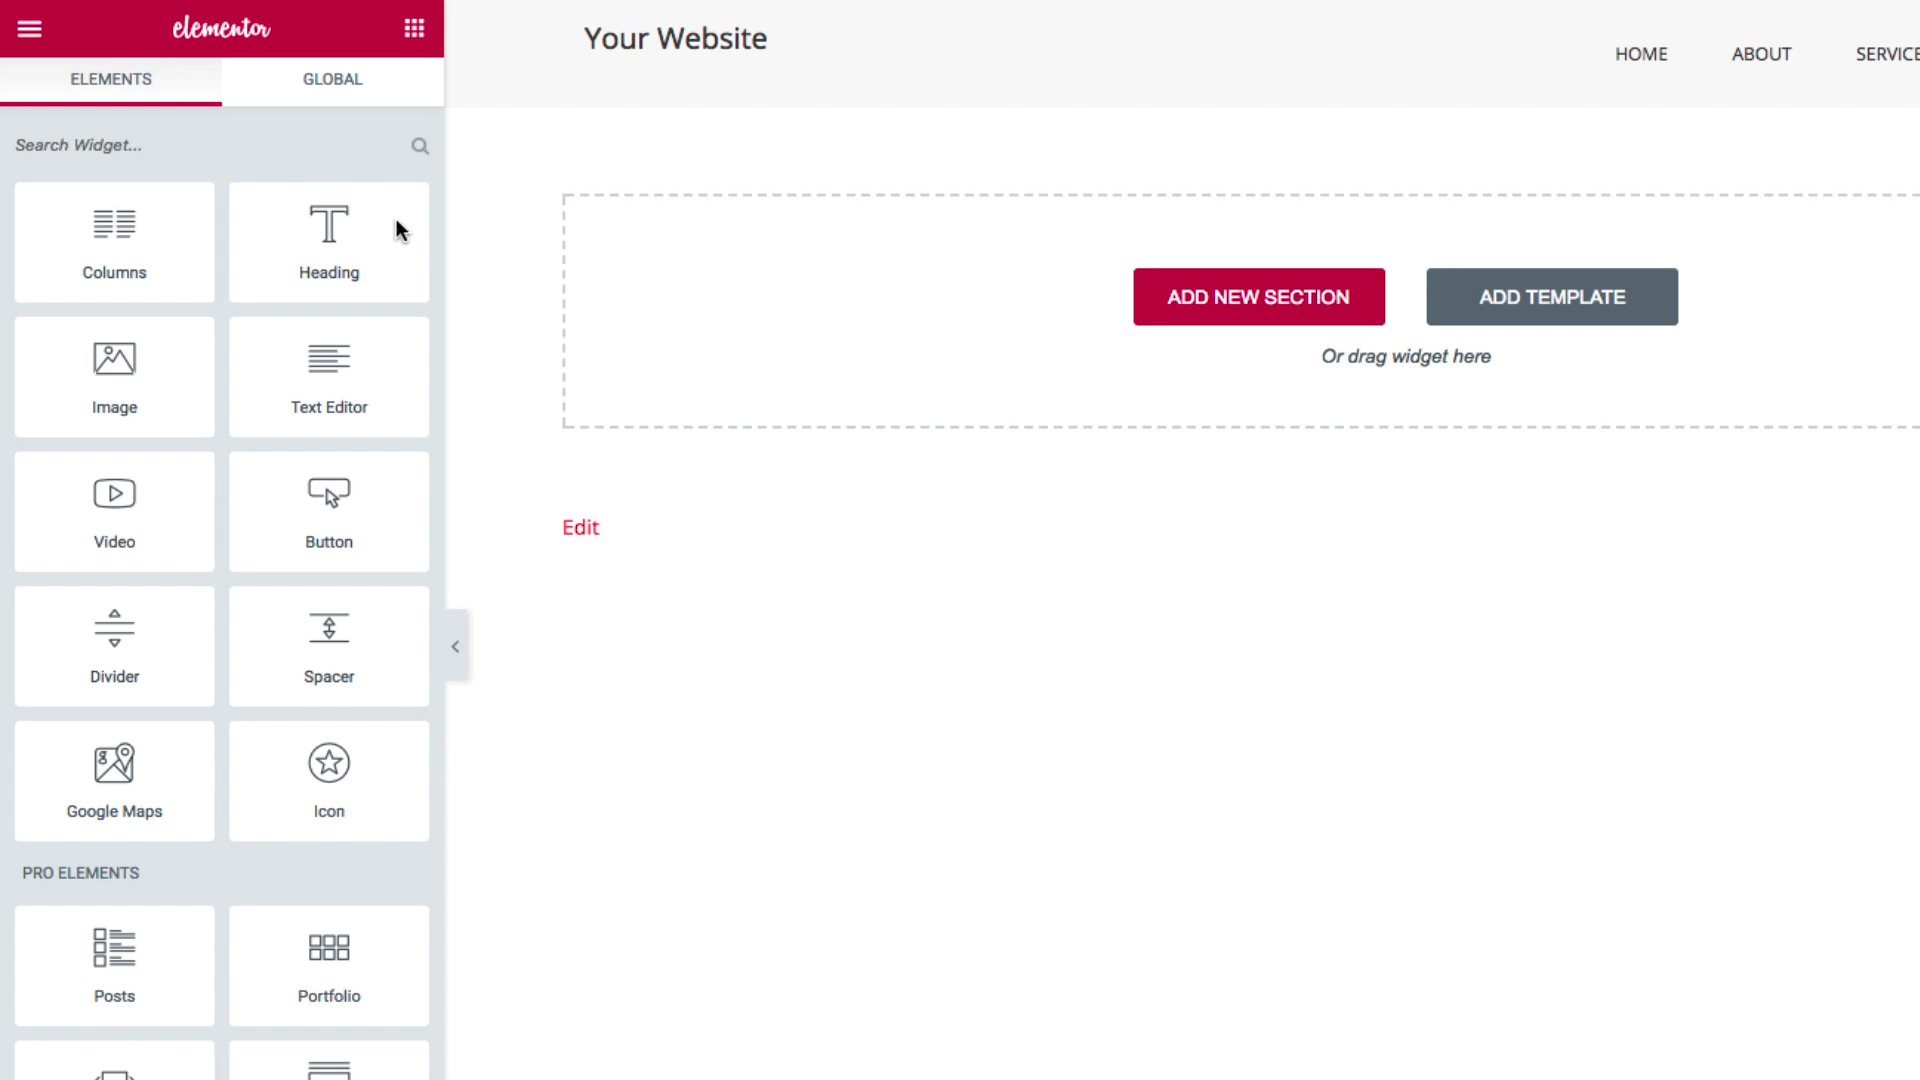 elementor
ELEMENTS
GLOBAL
Search Widget...
Columns
Heading
Image
Text Editor
Video
Button
Divider
Spacer
Google Maps
Icon
PRO ELEMENTS
Posts
Portfolio
Your Website
HOME
ABOUT
SERVICE
ADD NEW SECTION
ADD TEMPLATE
Or drag widget here
Edit